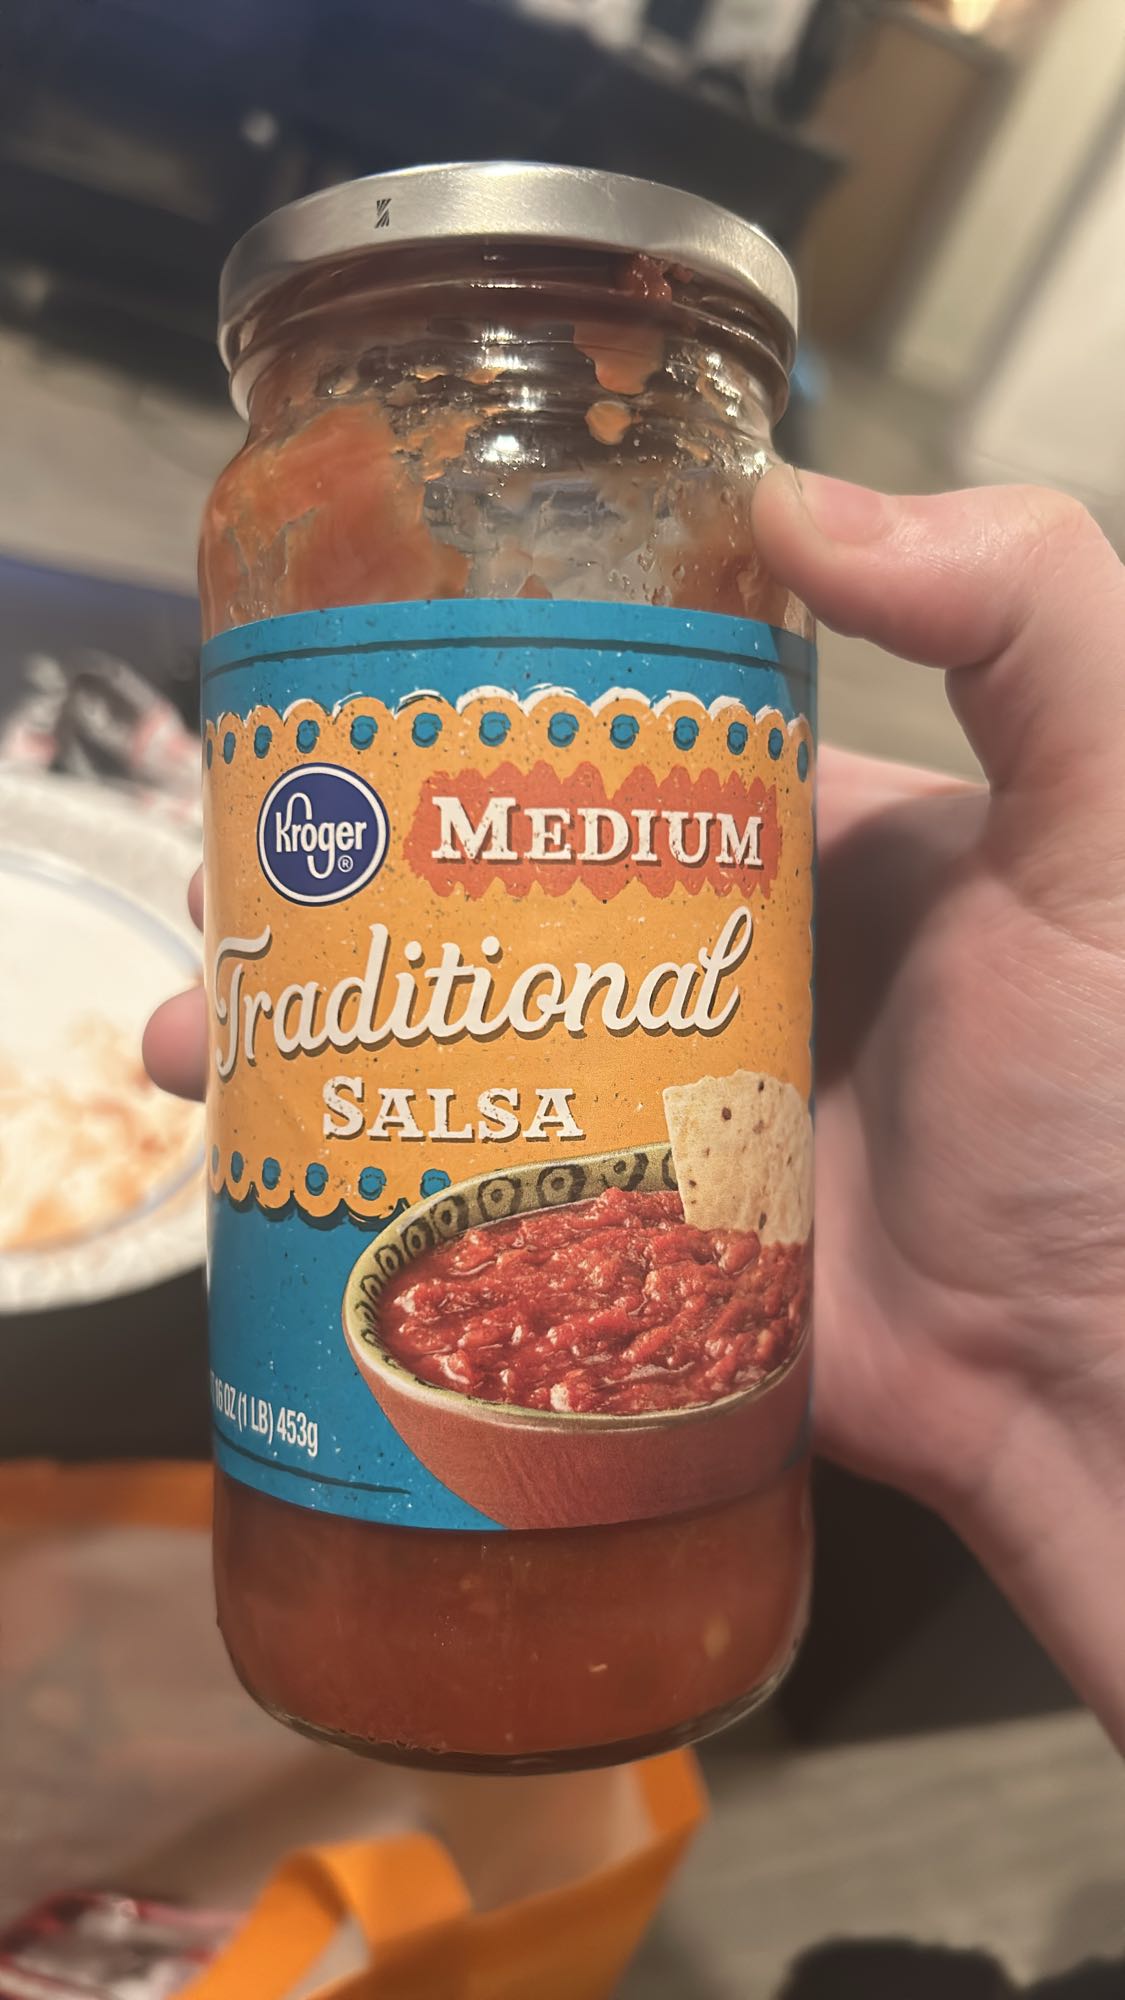 Kroger®
MEDIUM
Traditional
SALSA
16 OZ (1 LB) 453g